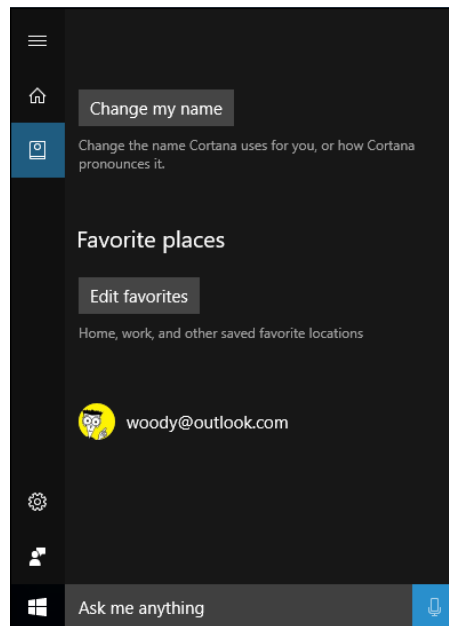 Change my name
Change the name Cortana uses for you, or how Cortana
pronounces it.
Favorite places
Edit favorites
Home, work, and other saved favorite locations
woody@outlook.com
Ask me anything